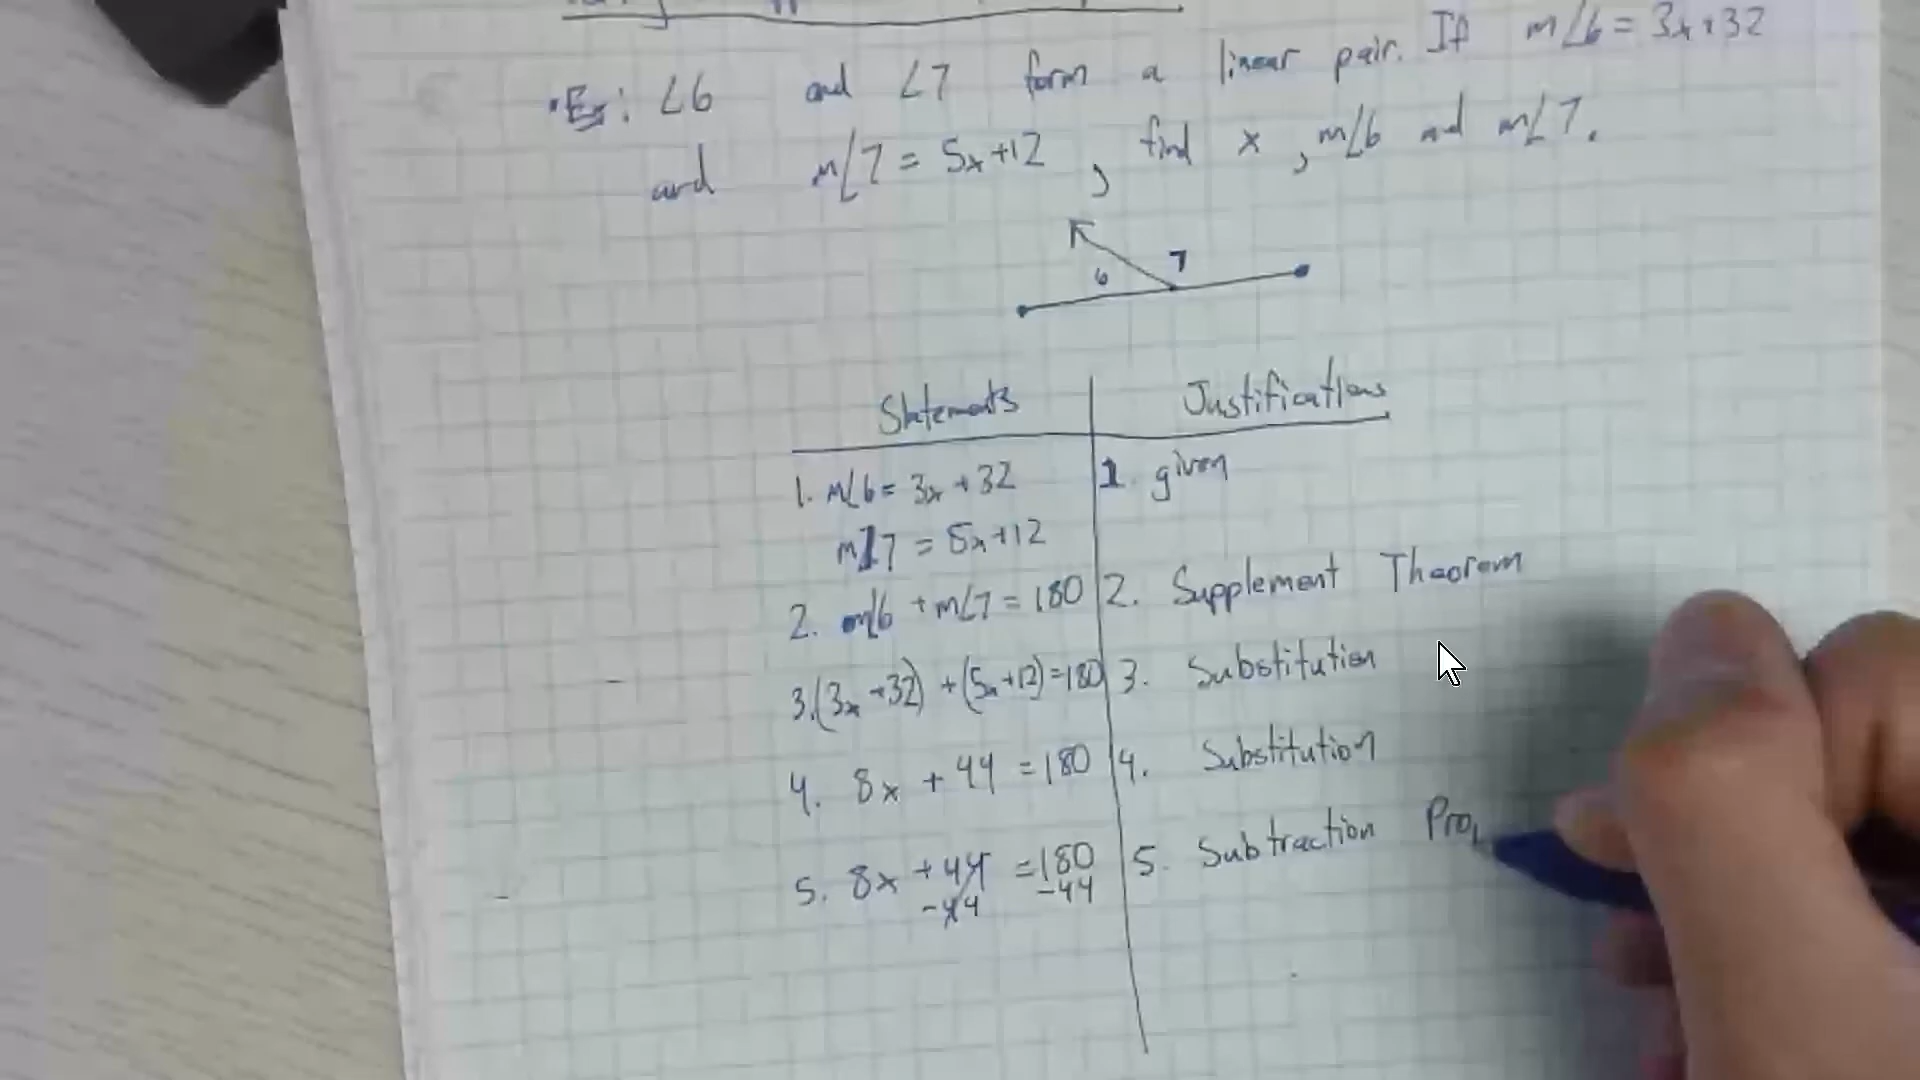 Ex: ∠6 and ∠7 form a linear pair. If m∠6 = 3x+32
and m∠7 = 5x+12, find x, m∠6 and m∠7.
6 7
Statements Justifications
1. m∠6 = 3x + 32 1. given
m∠7 = 5x+12
2. m∠6 + m∠7 = 180 2. Supplement Theorem
3. (3x+32) + (5x+12) = 180 3. Substitution
4. 8x + 44 = 180 4. Substitution
5. 8x + 44 = 180 5. Subtraction Pro
-44 -44